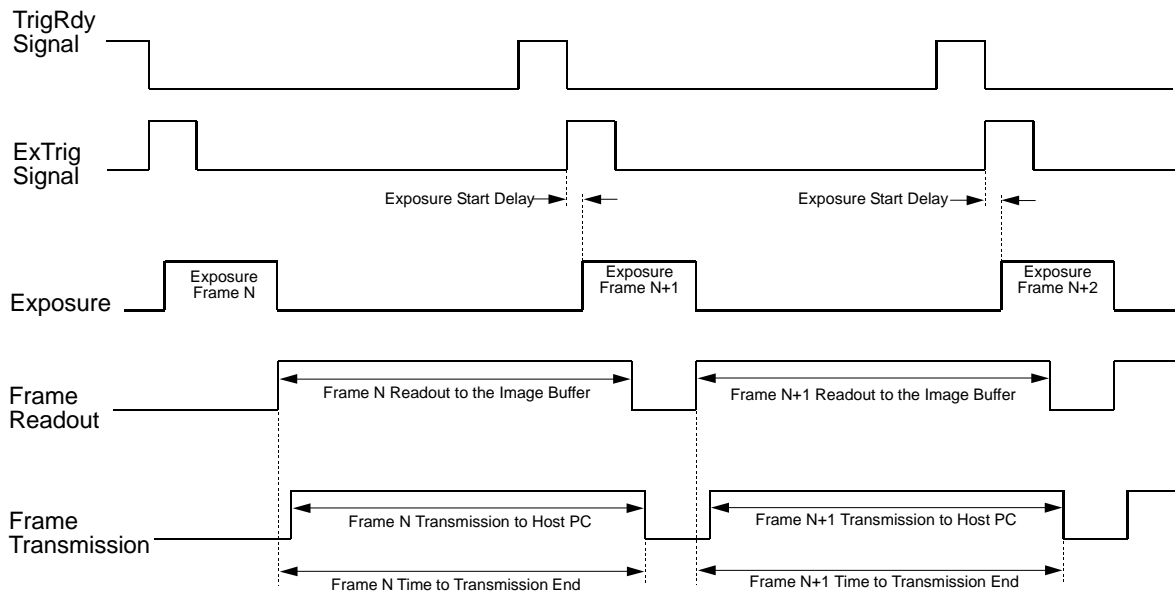 TrigRdy
Signal
ExTrig
Signal
Exposure Start Delay
Exposure Start Delay
Exposure
Exposure
Frame N
Exposure
Frame N+1
Exposure
Frame N+2
Frame
Readout
Frame N Readout to the Image Buffer
Frame N+1 Readout to the Image Buffer
Frame
Transmission
Frame N Transmission to Host PC
Frame N+1 Transmission to Host PC
Frame N Time to Transmission End
Frame N+1 Time to Transmission End